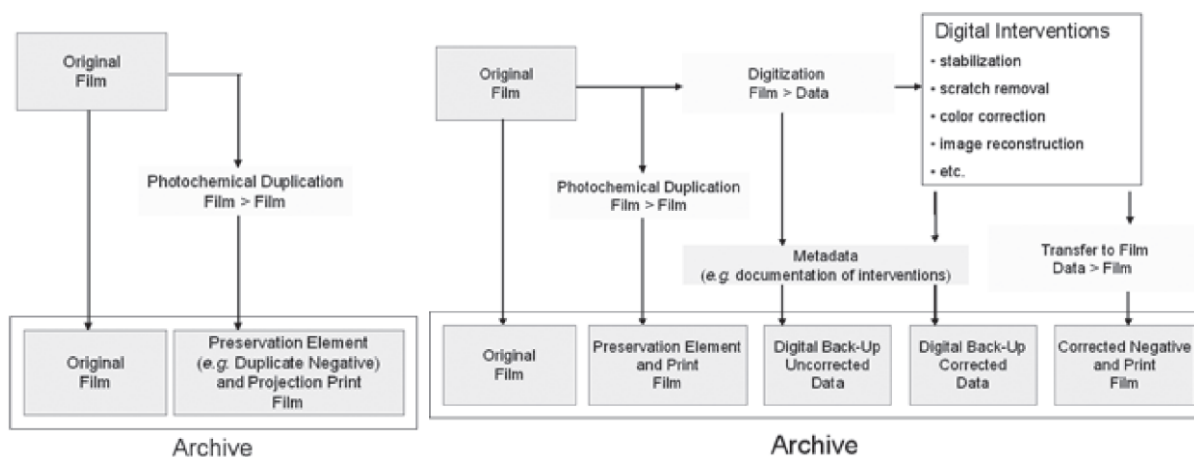 Original
Film
Photochemical Duplication
Film > Film
Original
Film
Preservation Element
(e.g. Duplicate Negative)
and Projection Print
Film
Archive
Original
Film
Digitization
Film > Data
Digital Interventions
• stabilization
• scratch removal
• color correction
• image reconstruction
• etc.
Photochemical Duplication
Film > Film
Metadata
(e.g. documentation of interventions)
Transfer to Film
Data > Film
Original
Film
Preservation Element
and Print
Film
Digital Back-Up
Uncorrected
Data
Digital Back-Up
Corrected
Data
Corrected Negative
and Print
Film
Archive